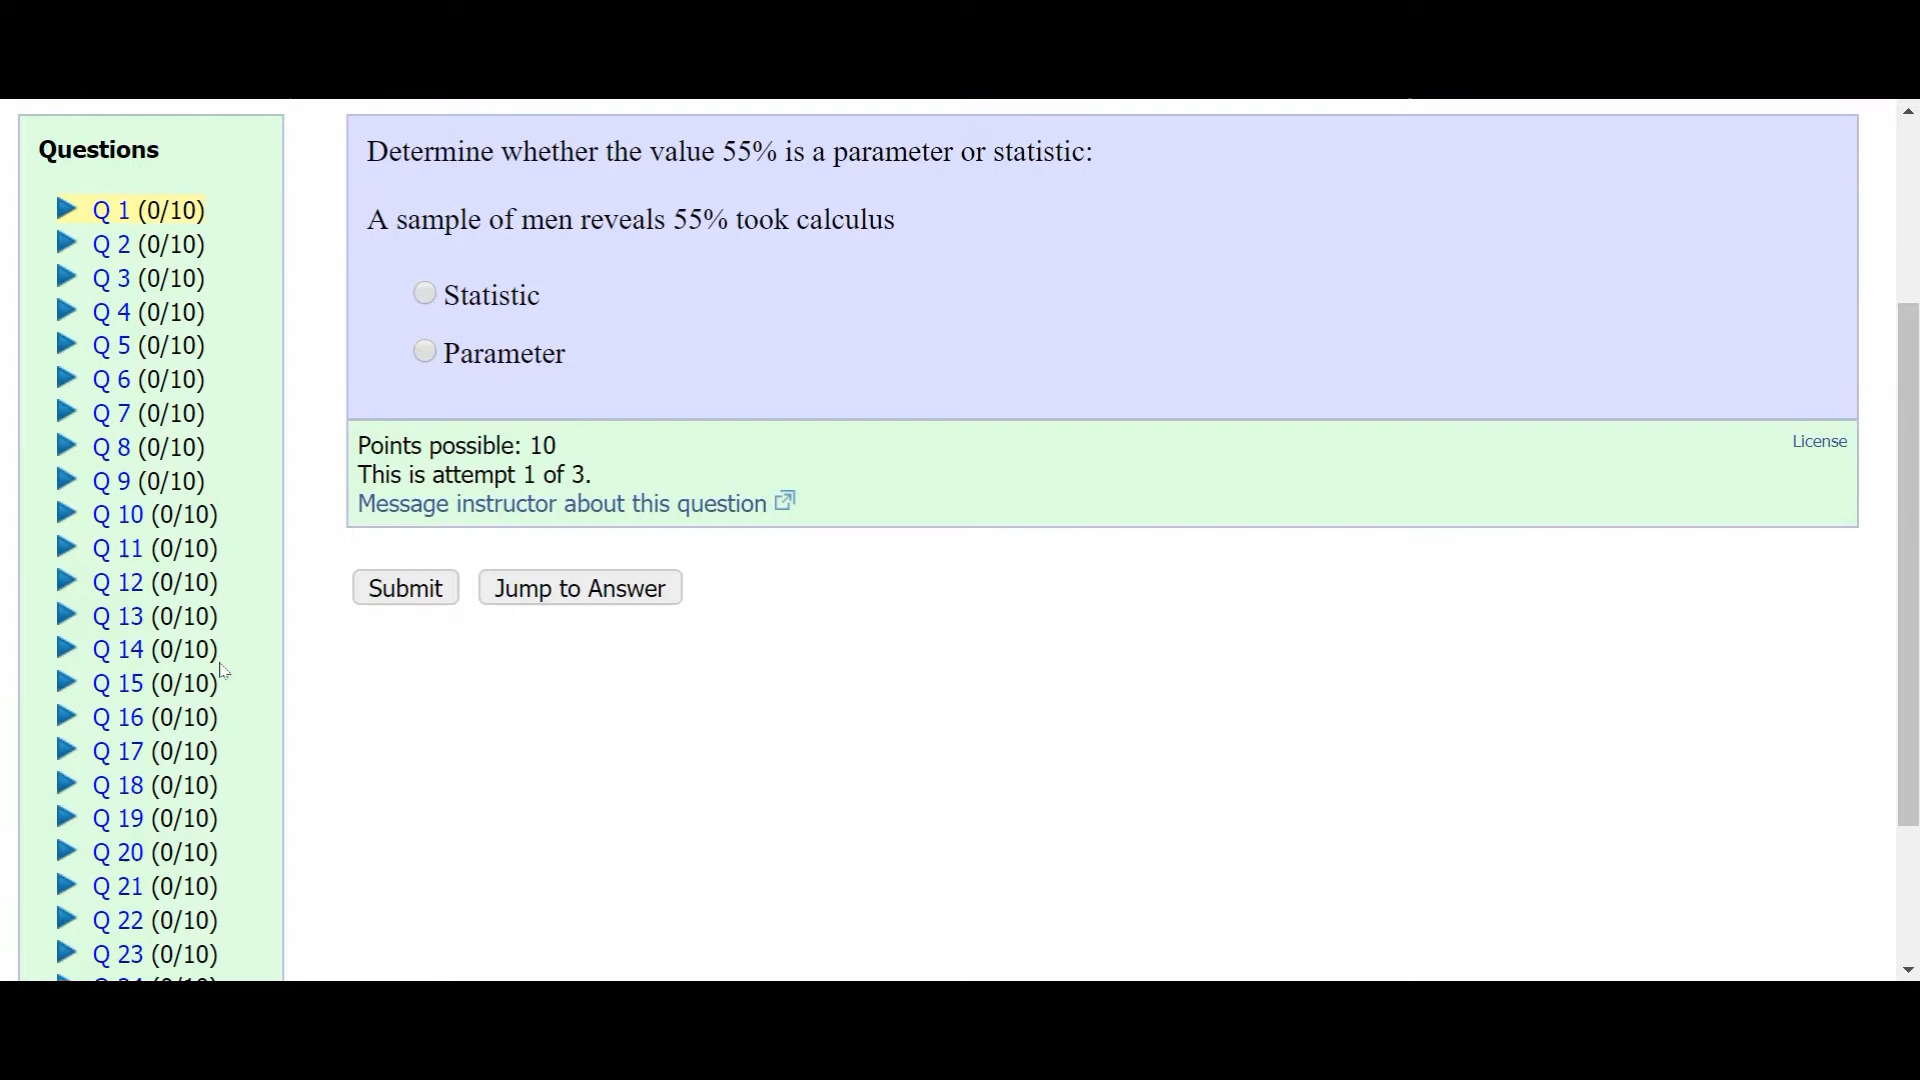 Questions
Q 1 (0/10)
Q 2 (0/10)
Q 3 (0/10)
Q 4 (0/10)
Q 5 (0/10)
Q 6 (0/10)
Q 7 (0/10)
Q 8 (0/10)
Q 9 (0/10)
Q 10 (0/10)
Q 11 (0/10)
Q 12 (0/10)
Q 13 (0/10)
Q 14 (0/10)
Q 15 (0/10)
Q 16 (0/10)
Q 17 (0/10)
Q 18 (0/10)
Q 19 (0/10)
Q 20 (0/10)
Q 21 (0/10)
Q 22 (0/10)
Q 23 (0/10)
Determine whether the value 55% is a parameter or statistic:
A sample of men reveals 55% took calculus
Statistic
Parameter
Points possible: 10
License
This is attempt 1 of 3.
Message instructor about this question
Submit
Jump to Answer